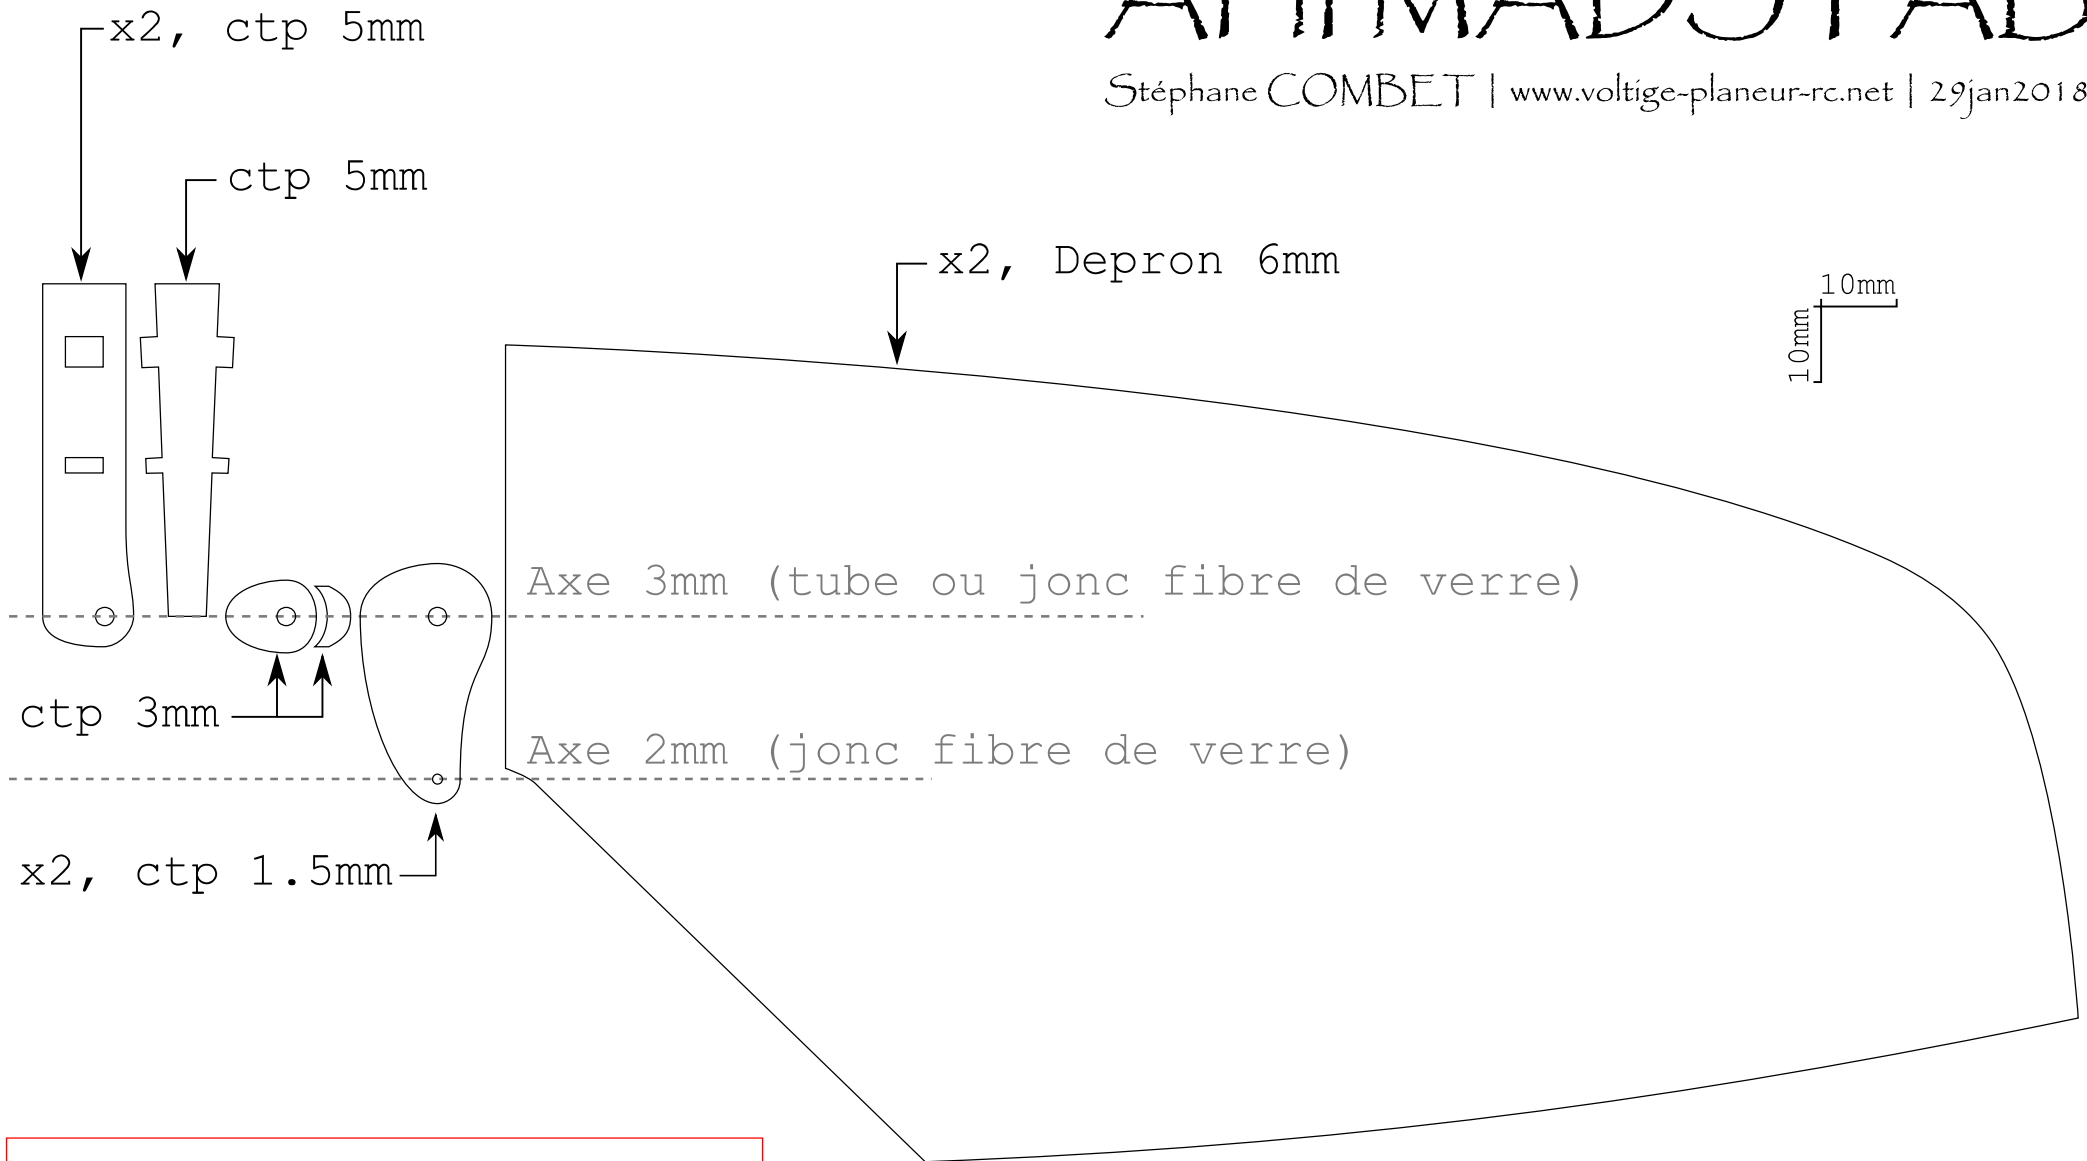 x2, ctp 5mm
Stéphane COMBET | www.voltige-planeur-rc.net | 29jan2018
ctp 5mm
x2, Depron 6mm
10mm
10mm
Axe 3mm (tube ou jonc fibre de verre)
ctp 3mm
Axe 2mm (jonc fibre de verre)
x2, ctp 1.5mm